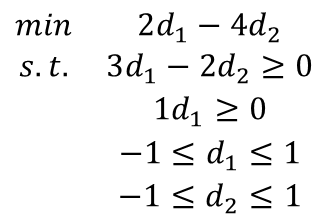 min 2d₁ − 4d₂
s.t. 3d₁ − 2d₂ ≥ 0
1d₁ ≥ 0
−1 ≤ d₁ ≤ 1
−1 ≤ d₂ ≤ 1